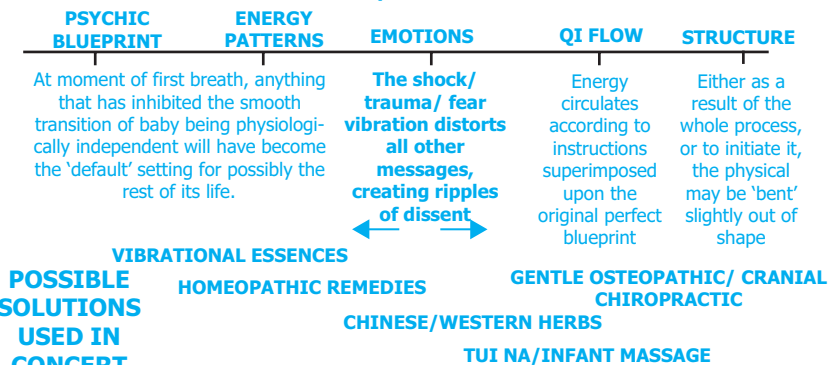 PSYCHIC
BLUEPRINT
ENERGY
PATTERNS
EMOTIONS
QI FLOW
STRUCTURE
At moment of first breath, anything
that has inhibited the smooth
transition of baby being physiologi-
cally independent will have become
the ‘default’ setting for possibly the
rest of its life.
The shock/
trauma/ fear
vibration distorts
all other
messages,
creating ripples
of dissent
Energy
circulates
according to
instructions
superimposed
upon the
original perfect
blueprint
Either as a
result of the
whole process,
or to initiate it,
the physical
may be ‘bent’
slightly out of
shape
POSSIBLE
SOLUTIONS
USED IN
CONCERT
VIBRATIONAL ESSENCES
HOMEOPATHIC REMEDIES
GENTLE OSTEOPATHIC/ CRANIAL
CHIROPRACTIC
CHINESE/WESTERN HERBS
TUI NA/INFANT MASSAGE